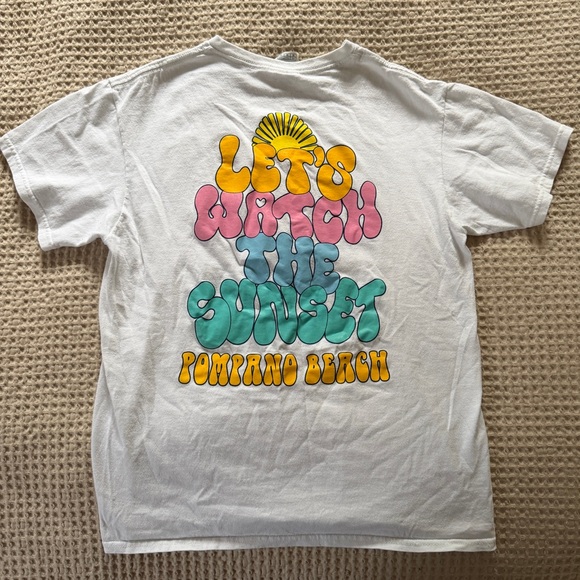 LET'S
WATCH
THE
SUNSET
POMPANO BEACH